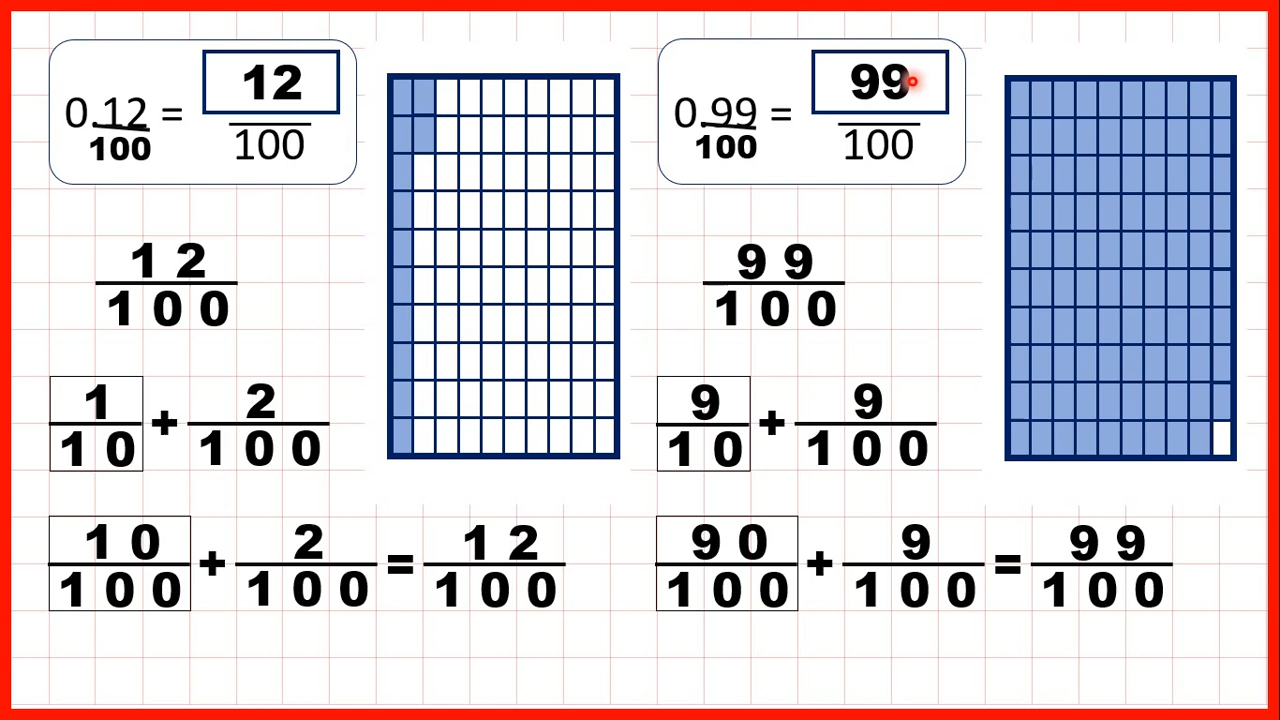 0.12 = 12/100
100
12/100
1/10 + 2/100
10/100 + 2/100 = 12/100
0.99 = 99/100
100
99/100
9/10 + 9/100
90/100 + 9/100 = 99/100